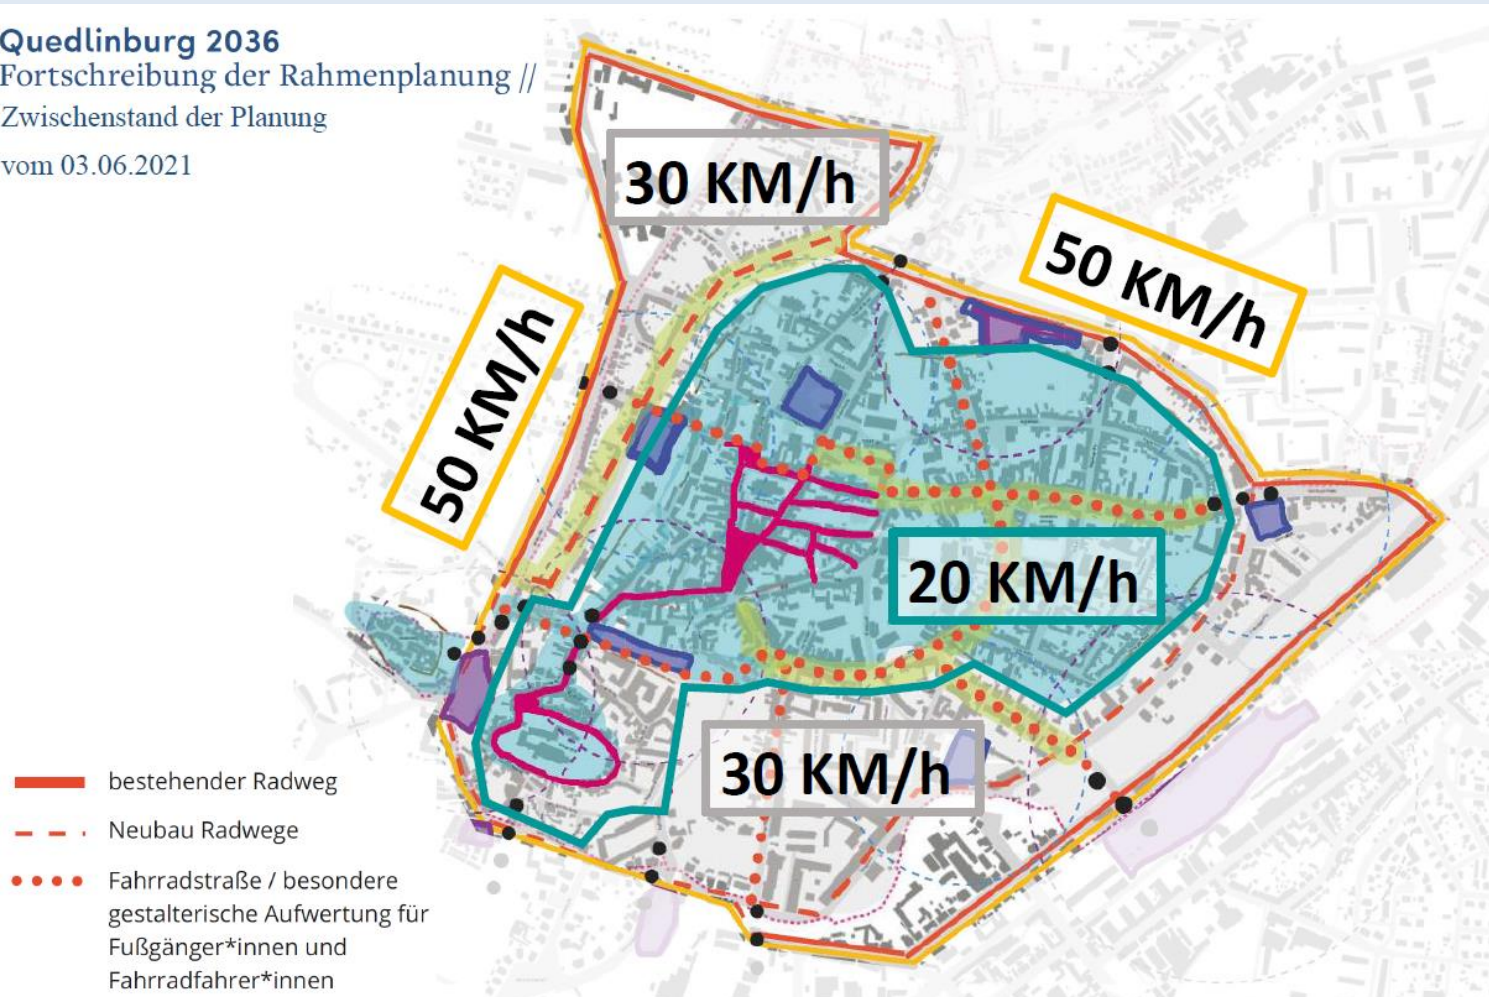 Quedlinburg 2036
Fortschreibung der Rahmenplanung //
Zwischenstand der Planung
vom 03.06.2021
30 KM/h
50 KM/h
50 KM/h
20 KM/h
30 KM/h
bestehender Radweg
Neubau Radwege
Fahrradstraße / besondere
gestalterische Aufwertung für
Fußgänger*innen und
Fahrradfahrer*innen